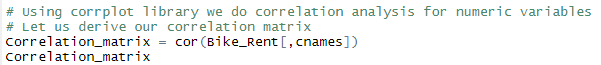 # Using corrplot library we do correlation analysis for numeric variables
# Let us derive our correlation matrix
Correlation_matrix = cor(Bike_Rent[,cnames])
Correlation_matrix